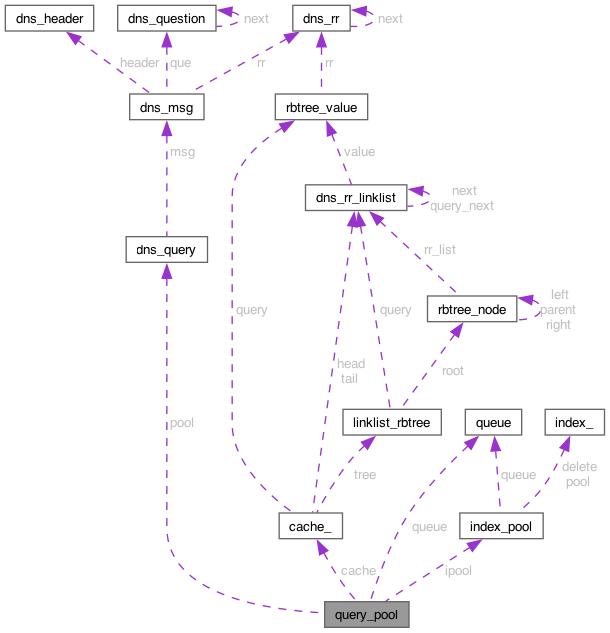 dns_header
dns_question
next
dns_rr
next
header
que
rr
rr
dns_msg
rbtree_value
msg
value
dns_rr_linklist
next
query_next
dns_query
rr_list
rbtree_node
left
parent
right
query
query
head
tail
root
pool
linklist_rbtree
queue
index_
tree
queue
delete
pool
cache_
queue
index_pool
cache
ipool
query_pool